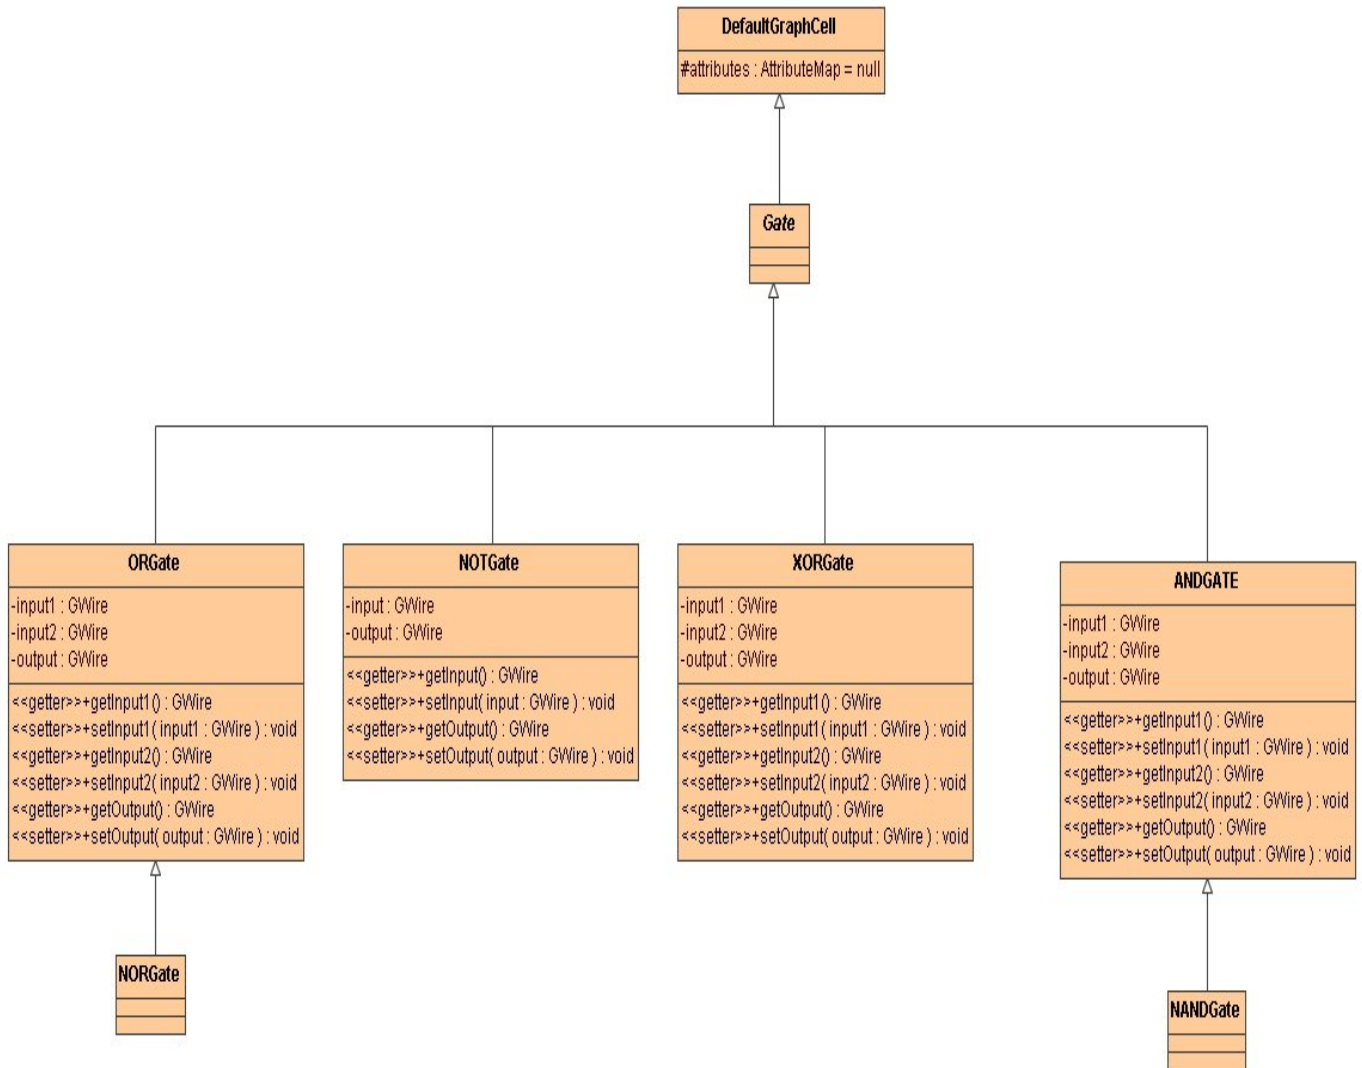 DefaultGraphCell
#attributes : AttributeMap = null
Gate
ORGate
-input1 : GWire
-input2 : GWire
-output : GWire
<<getter>>+getInput1() : GWire
<<setter>>+setInput1( input1 : GWire ) : void
<<getter>>+getInput2() : GWire
<<setter>>+setInput2( input2 : GWire ) : void
<<getter>>+getOutput() : GWire
<<setter>>+setOutput( output : GWire ) : void
NOTGate
-input : GWire
-output : GWire
<<getter>>+getInput() : GWire
<<setter>>+setInput( input : GWire ) : void
<<getter>>+getOutput() : GWire
<<setter>>+setOutput( output : GWire ) : void
XORGate
-input1 : GWire
-input2 : GWire
-output : GWire
<<getter>>+getInput1() : GWire
<<setter>>+setInput1( input1 : GWire ) : void
<<getter>>+getInput2() : GWire
<<setter>>+setInput2( input2 : GWire ) : void
<<getter>>+getOutput() : GWire
<<setter>>+setOutput( output : GWire ) : void
ANDGATE
-input1 : GWire
-input2 : GWire
-output : GWire
<<getter>>+getInput1() : GWire
<<setter>>+setInput1( input1 : GWire ) : void
<<getter>>+getInput2() : GWire
<<setter>>+setInput2( input2 : GWire ) : void
<<getter>>+getOutput() : GWire
<<setter>>+setOutput( output : GWire ) : void
NORGate
NANDGate